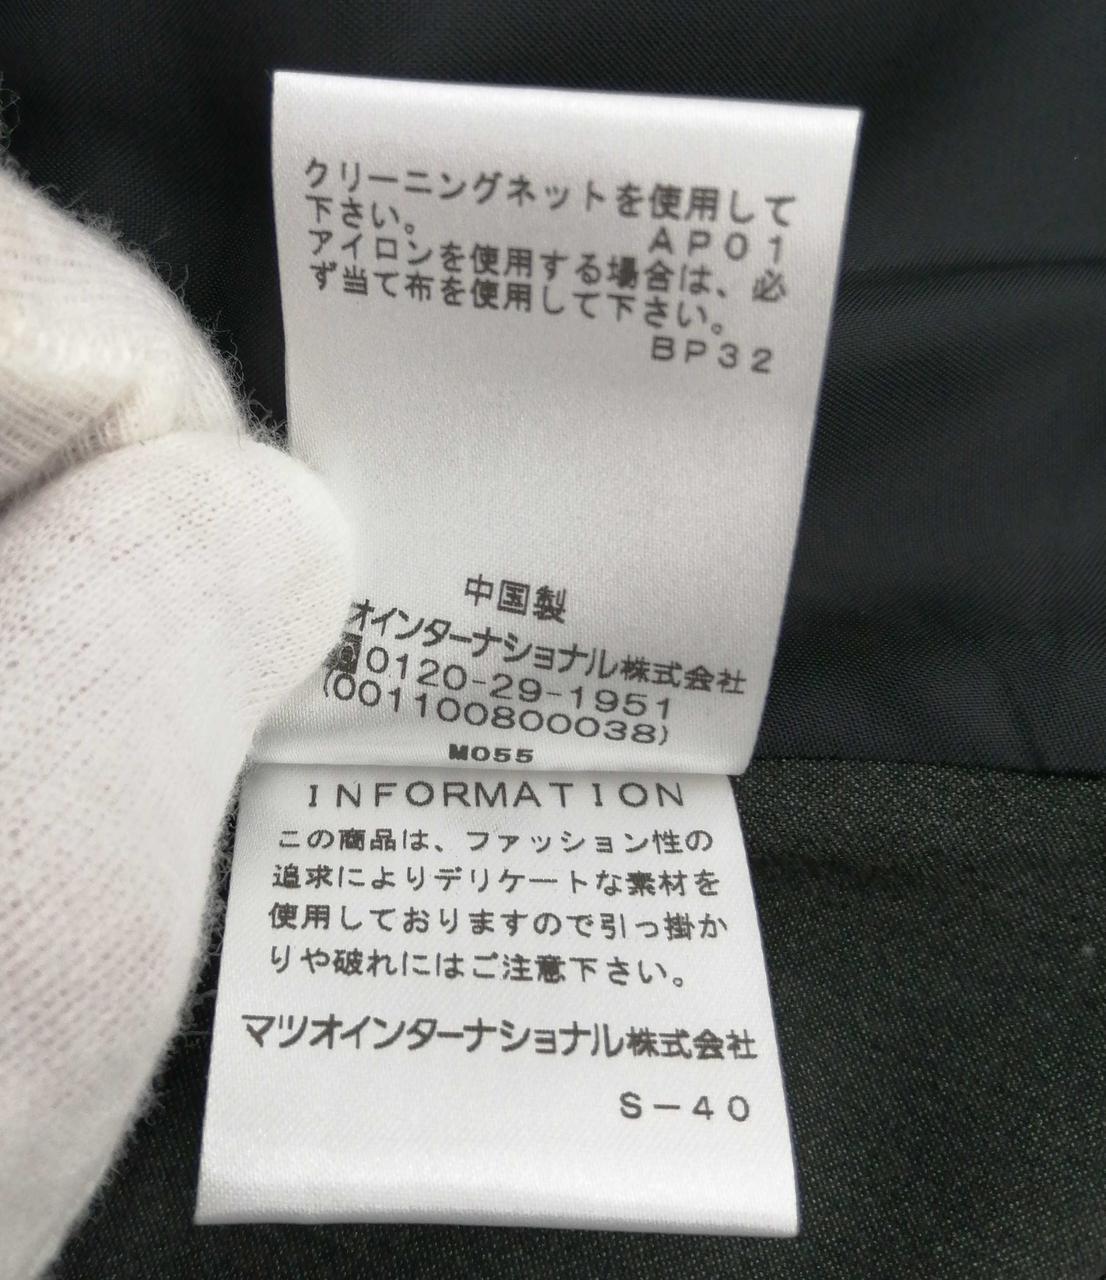 クリーニングネットを使用して
下さい。
AP01
アイロンを使用する場合は、必
ず当て布を使用して下さい。
BP32
中国製
オインターナショナル株式会社
0120-29-1951
(001100800038)
M055
INFORMATION
この商品は、ファッション性の
追求によりデリケートな素材を
使用しておりますので引っ掛か
りや破れにはご注意下さい。
マツオインターナショナル株式会社
S-40